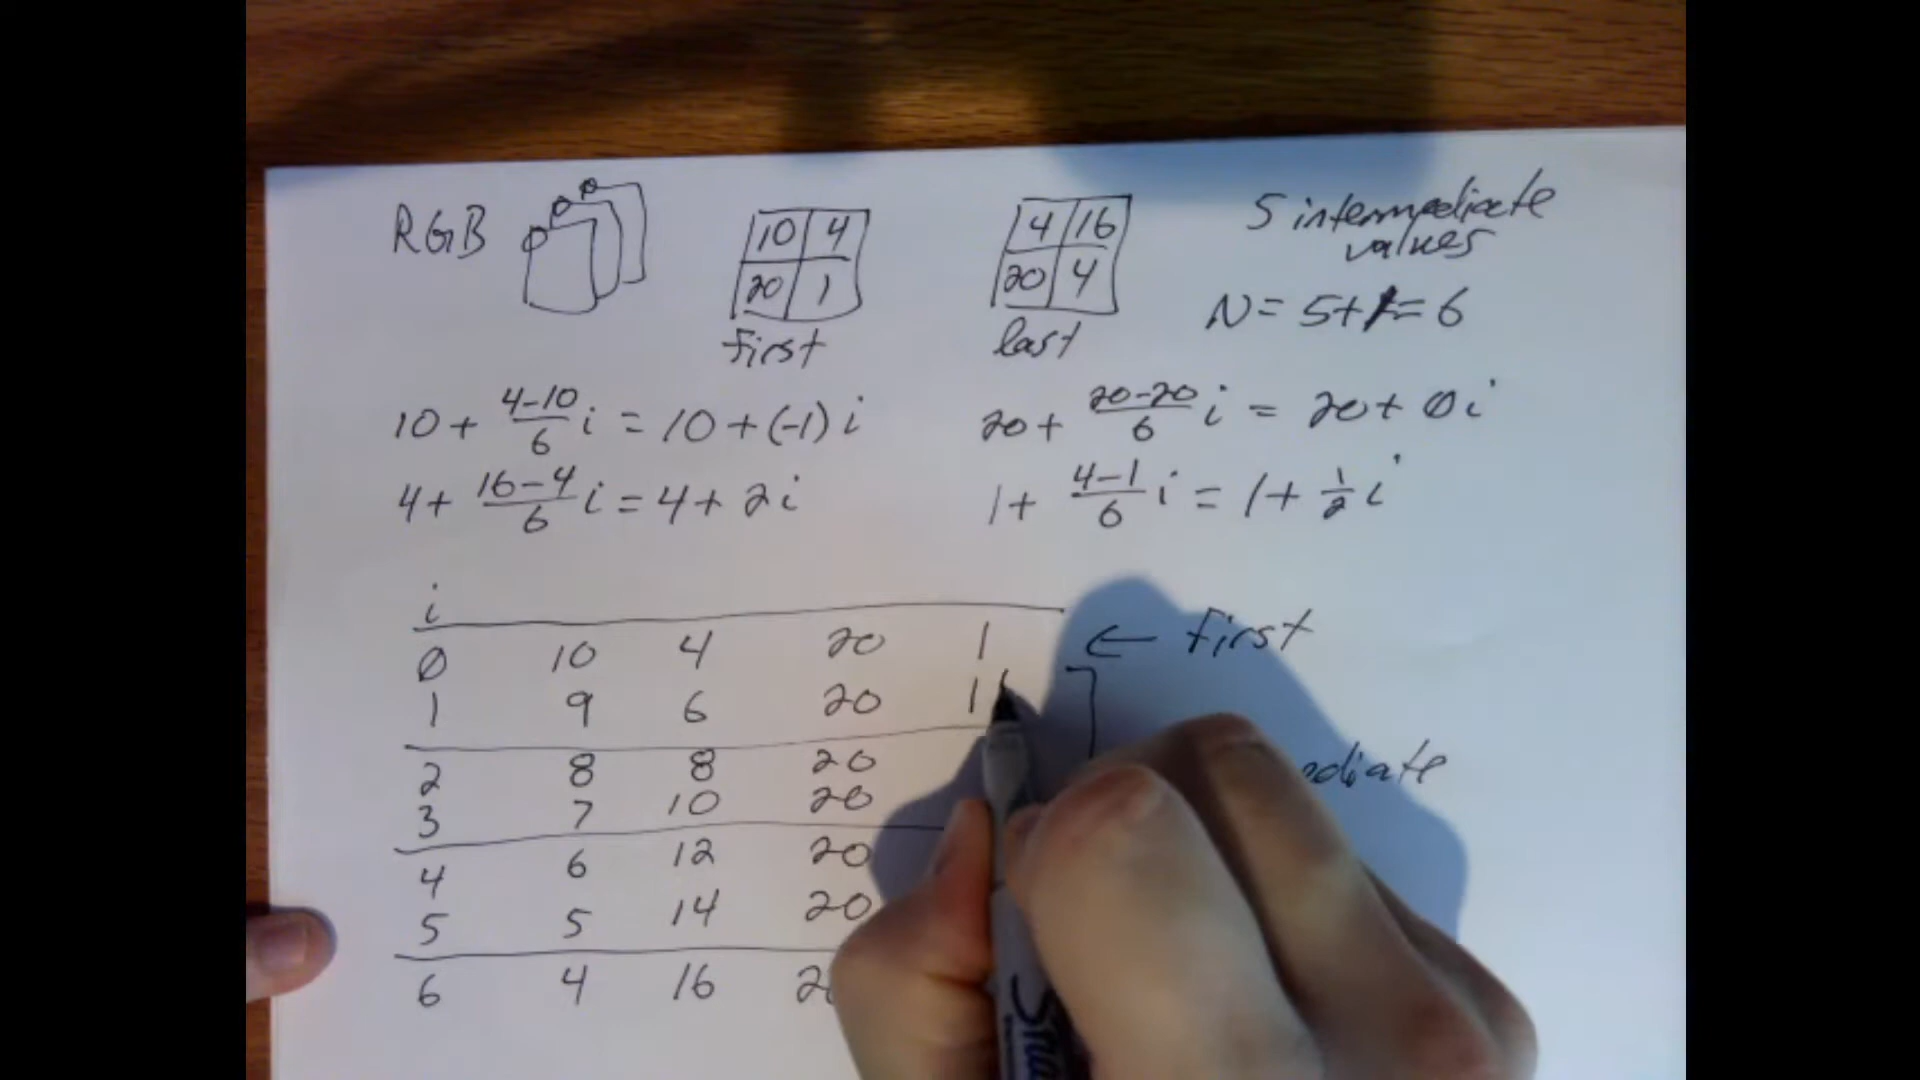 RGB
10 4
20 1
first
4 16
20 4
last
5 intermediate
values
N = 5+1 = 6
10 + 4-10/6 i = 10 + (-1) i
20 + 20-20/6 i = 20 + 0i
4 + 16-4/6 i = 4 + 2i
1 + 4-1/6 i = 1 + 1/2 i
i
0 10 4 20 1 ← first
1 9 6 20 1
2 8 8 20
3 7 10 20
4 6 12 20
5 5 14 20
6 4 16